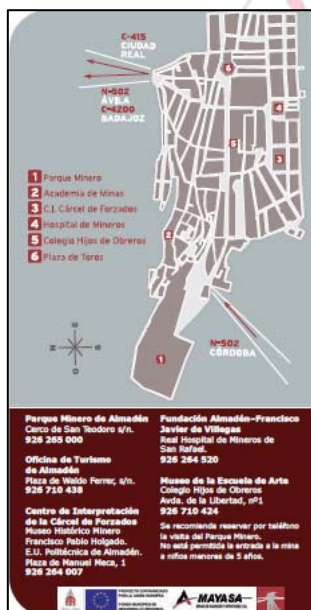 C-415
CIUDAD
REAL
N-502
ÁVILA
C-4200
BADAJOZ
6
4
5
3
1 Parque Minero
2 Academia de Minas
3 C.I. Cárcel de Forzados
4 Hospital de Mineros
5 Colegio Hijos de Obreros
6 Plaza de Toros
2
N-502
CÓRDOBA
1
Parque Minero de Almadén
Cerco de San Teodoro s/n.
926 265 000
Oficina de Turismo
de Almadén
Plaza de Waldo Ferrer, s/n.
926 710 438
Centro de Interpretación
de la Cárcel de Forzados
Museo Histórico Minero
Francisco Pablo Holgado.
E.U. Politécnica de Almadén.
Plaza de Manuel Meca, 1
926 264 007
Fundación Almadén-Francisco
Javier de Villegas
Real Hospital de Mineros de
San Rafael.
926 264 520
Museo de la Escuela de Arte
Colegio Hijos de Obreros
Avda. de la Libertad, nº1
926 710 424
Se recomienda reservar por teléfono
la visita del Parque Minero.
No está permitida la entrada a la mina
a niños menores de 5 años.
MAYASA